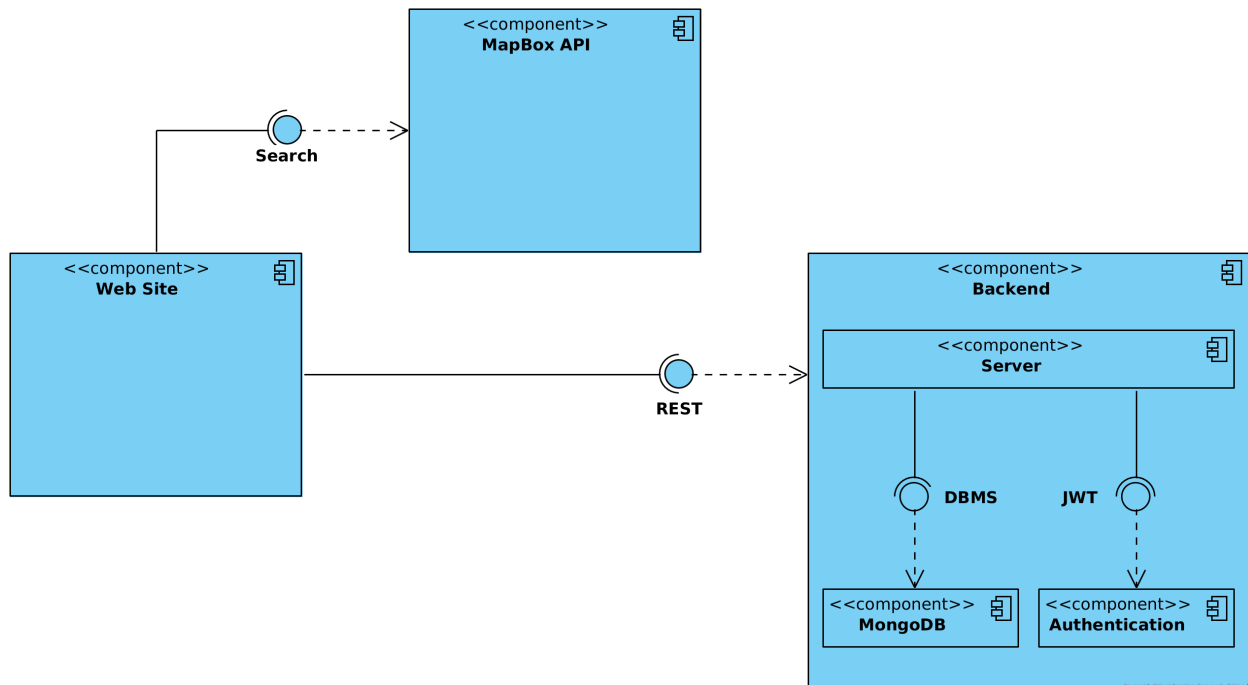 <<component>>
MapBox API
Search
<<component>>
Web Site
<<component>>
Backend
<<component>>
Server
REST
DBMS
JWT
<<component>>
MongoDB
<<component>>
Authentication